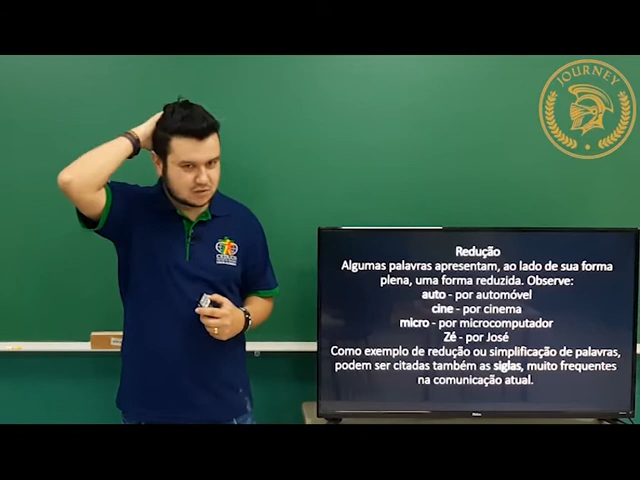 JOURNEY
Redução
Algumas palavras apresentam, ao lado de sua forma
plena, uma forma reduzida. Observe:
auto - por automóvel
cine - por cinema
micro - por microcomputador
Zé - por José
Como exemplo de redução ou simplificação de palavras,
podem ser citadas também as siglas, muito frequentes
na comunicação atual.